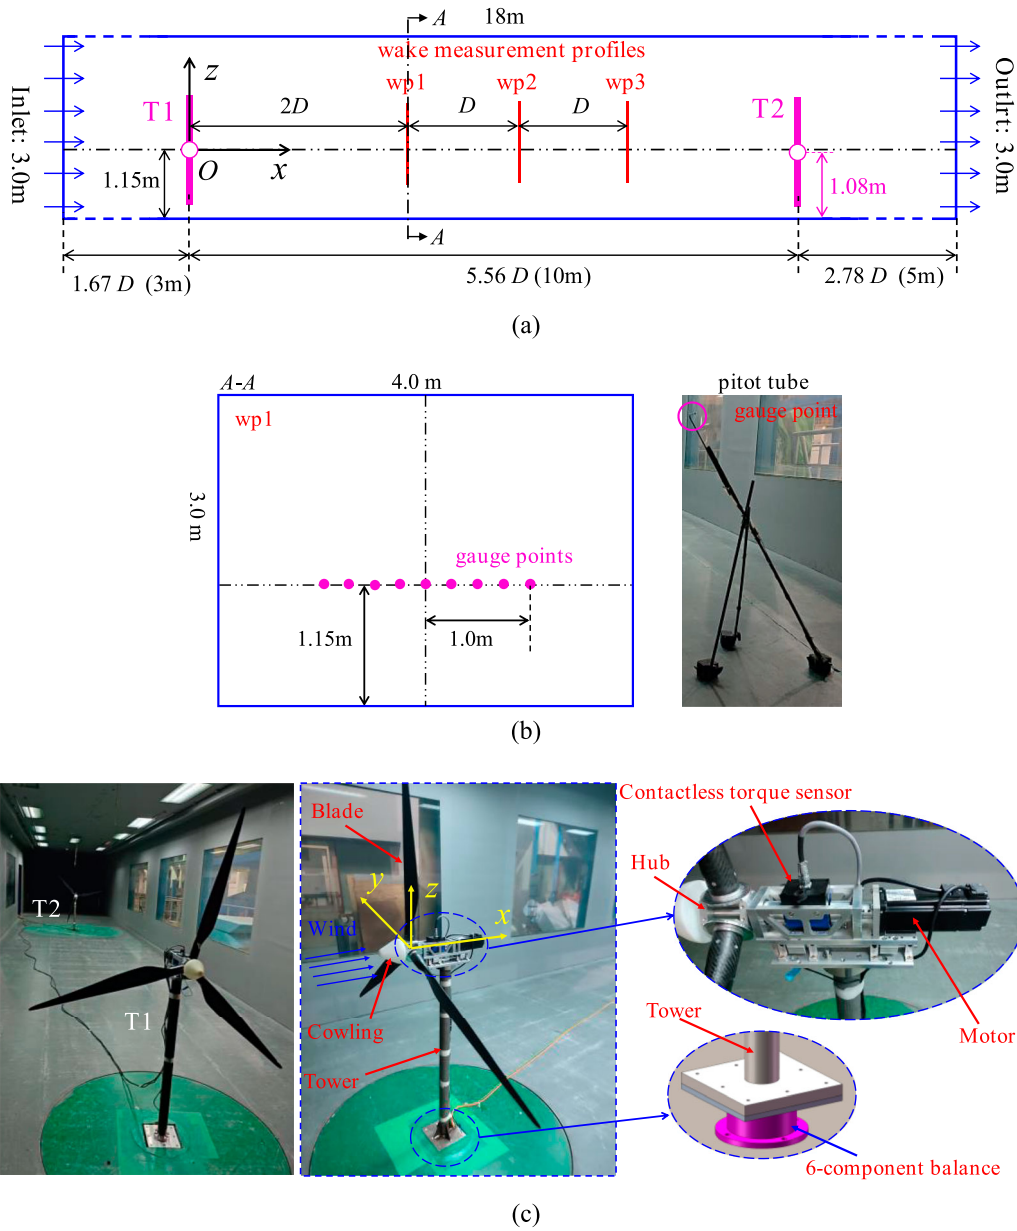 A 18m
wake measurement profiles
z wp1 wp2 wp3
T1 2D D D T2
Inlet: 3.0m
Outlrt: 3.0m
O x
1.15m 1.08m
A
1.67 D (3m) 5.56 D (10m) 2.78 D (5m)
(a)
A-A 4.0 m pitot tube
wp1 gauge point
3.0 m
gauge points
1.15m 1.0m
(b)
Contactless torque sensor
Blade
Hub
y z
T2 x
Wind
T1
Cowling Tower Motor
Tower
6-component balance
(c)